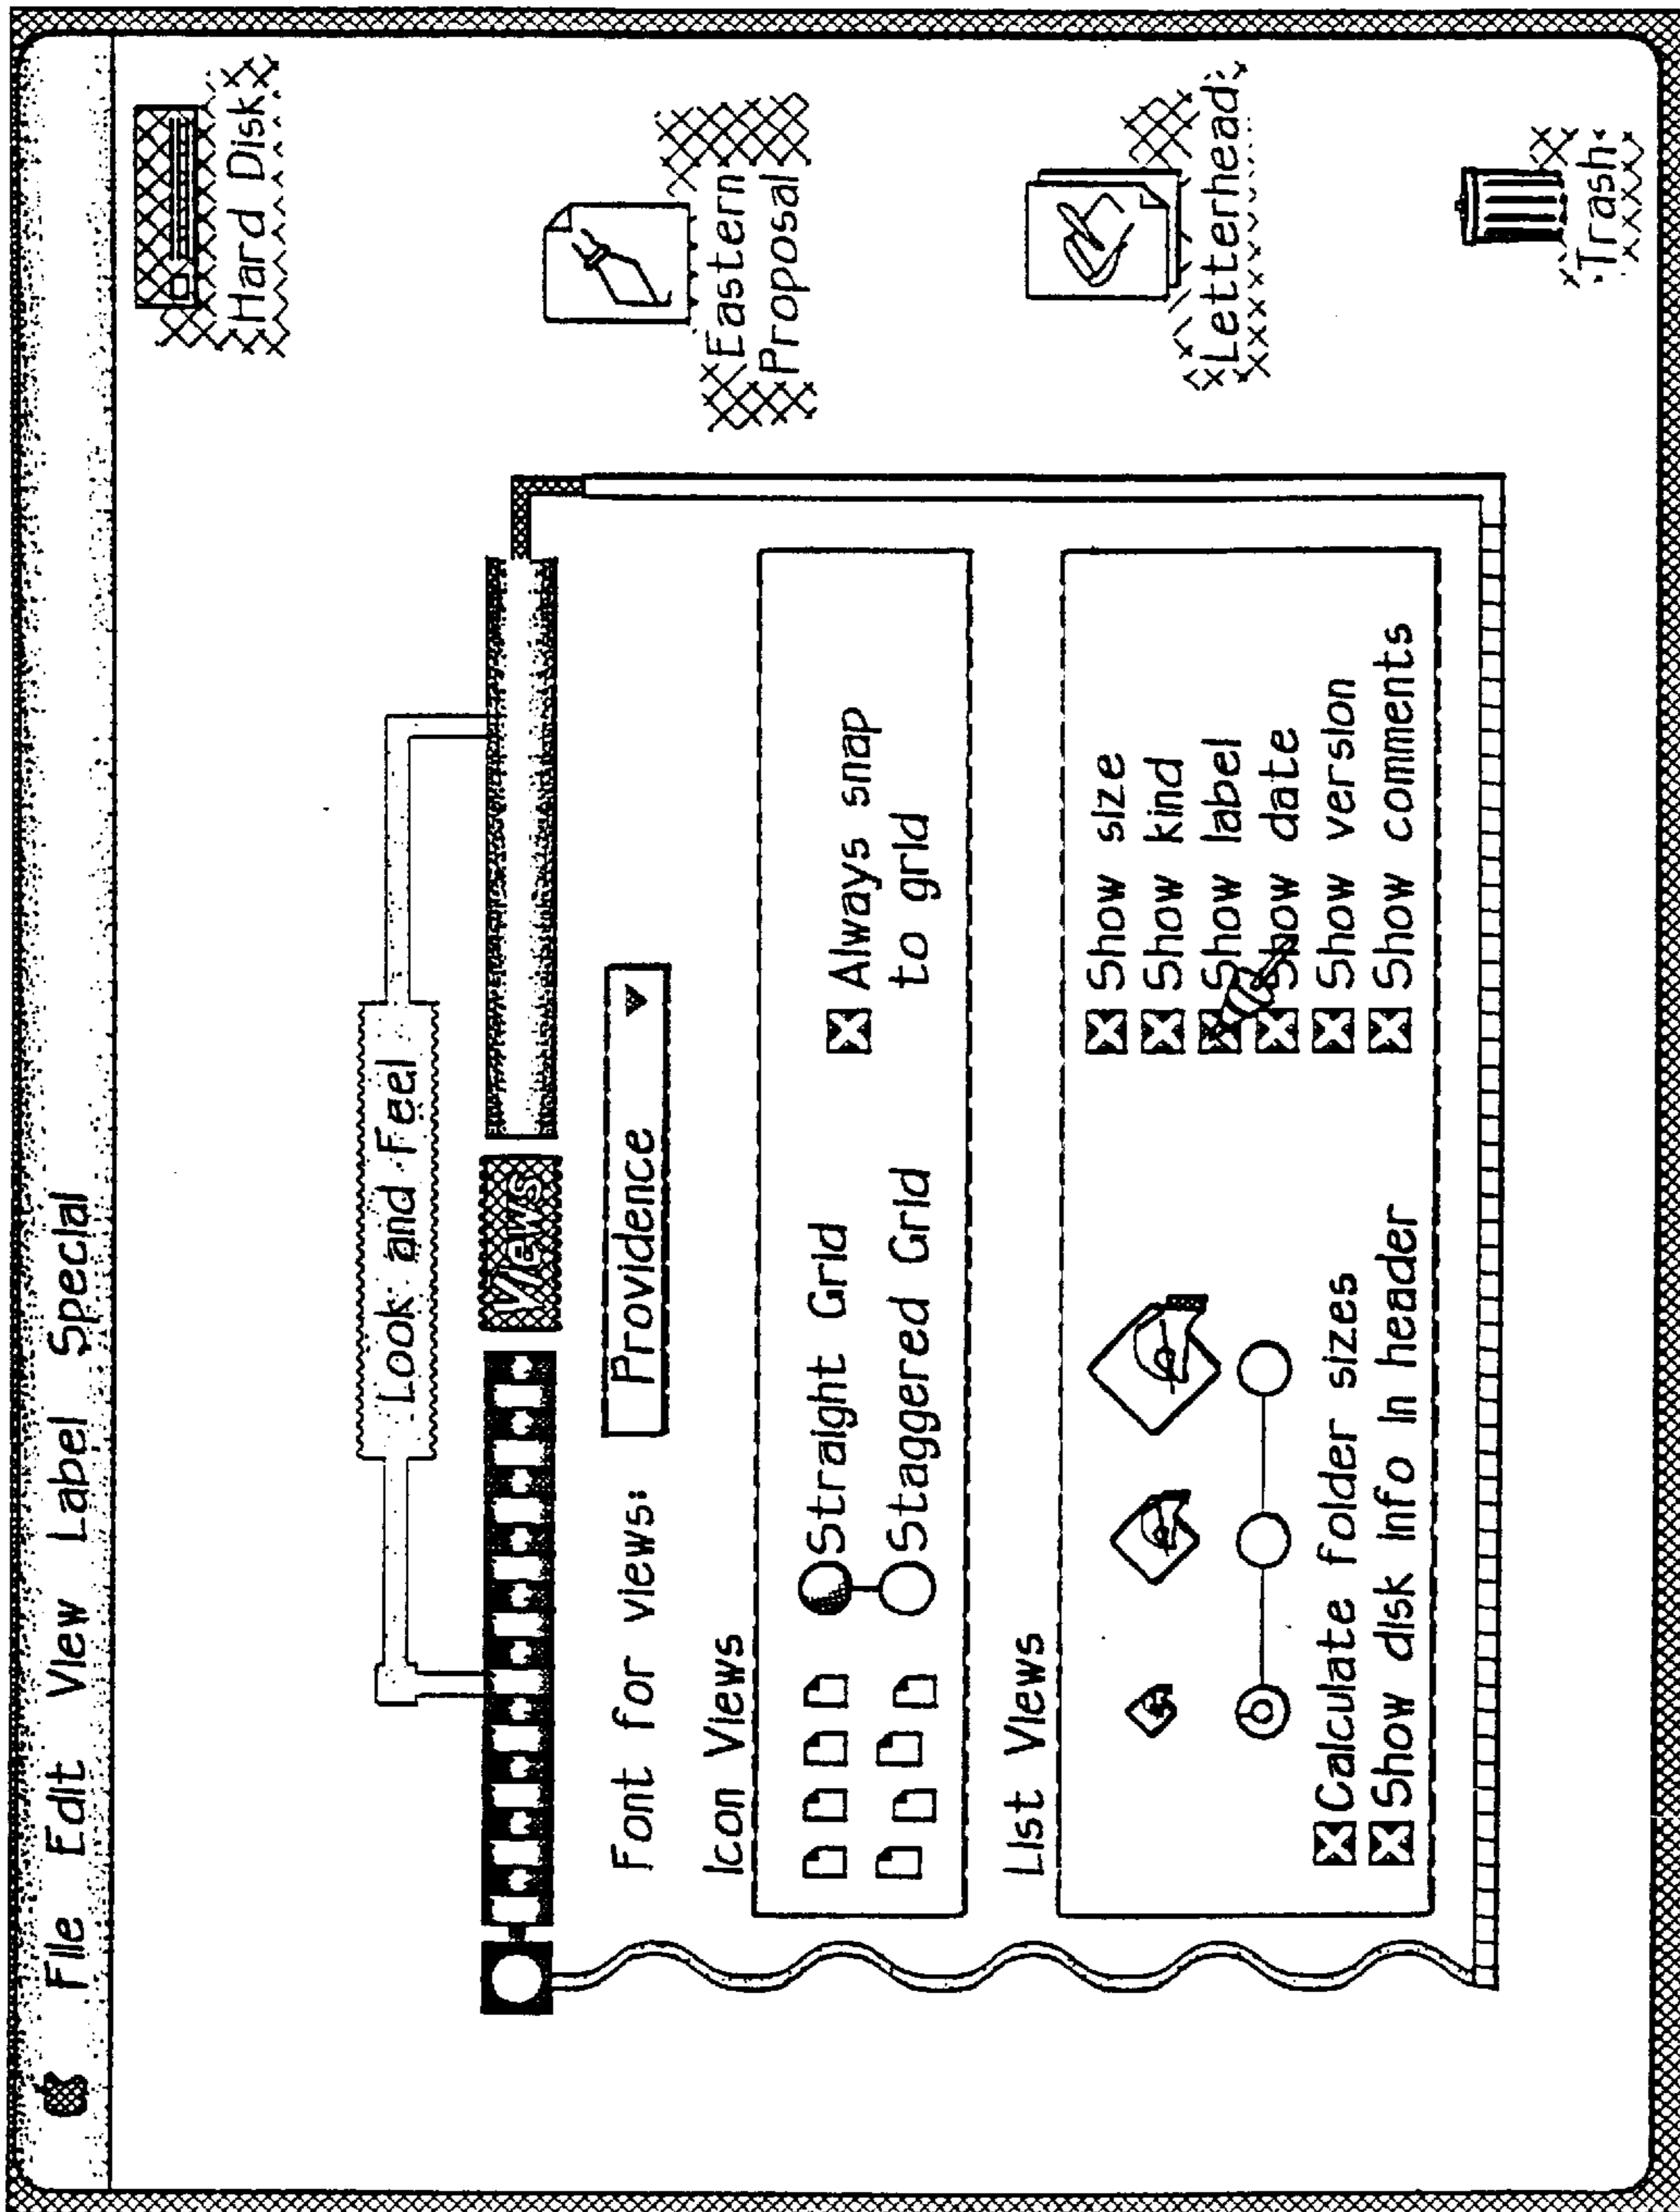 File Edit View Label Special
Hard Disk
Look and Feel
Views
Font for views: Providence
Eastern
Proposal
Icon Views
Straight Grid
Staggered Grid
Always snap
to grid
Letterhead
List Views
Show size
Show kind
Show label
Show date
Show version
Show comments
Calculate folder sizes
Show disk info in header
Trash